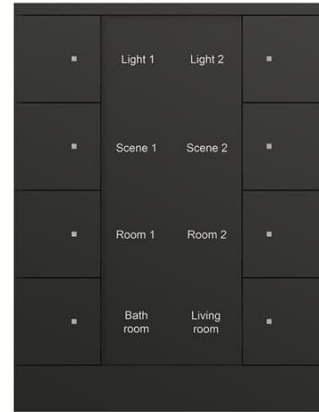 Light 1 Light 2
Scene 1 Scene 2
Room 1 Room 2
Bath Living
room room